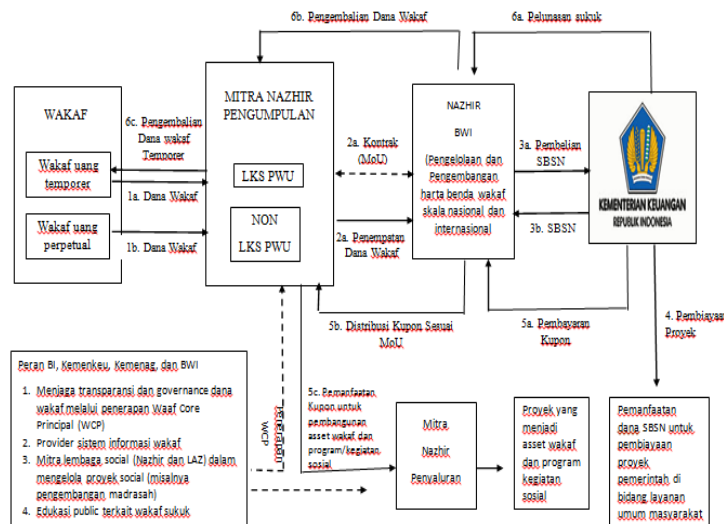 6b. Pengembalian Dana Wakaf
6a. Pelunasan sukuk
WAKAF
Wakaf uang
temporer
Wakaf uang
perpetual
6c. Pengembalian
Dana wakaf
Temporer
1a. Dana Wakaf
1b. Dana Wakaf
MITRA NAZHIR
PENGUMPULAN
LKS PWU
NON
LKS PWU
2a. Kontrak
(MoU)
2a. Penempatan
Dana Wakaf
NAZHIR
BWI
(Pengelolaan dan
Pengembangan
harta benda wakaf
skala nasional dan
internasional
3a. Pembelian
SBSN
3b. SBSN
KEMENTERIAN KEUANGAN
REPUBLIK INDONESIA
5b. Distribusi Kupon Sesuai
MoU
5a. Pembayaran
Kupon
4. Pembiayaan
Proyek
Peran BI, Kemenkeu, Kemenag, dan BWI
1. Menjaga transparansi dan governance dana
wakaf melalui penerapan Waaf Core
Principal (WCP)
2. Provider sistem informasi wakaf
3. Mitra lembaga social (Nazhir dan LAZ) dalam
mengelola proyek social (misalnya
pengembangan madrasah)
4. Edukasi public terkait wakaf sukuk
WCP
5c. Pemanfaatan
Kupon untuk
pembangunan
asset wakaf dan
program/kegiatan
sosial
Mitra
Nazhir
Penyaluran
Proyek yang
menjadi
asset wakaf
dan program
kegiatan
sosial
Pemanfaatan
dana SBSN untuk
pembiayaan
proyek
pemerintah di
bidang layanan
umum masyarakat